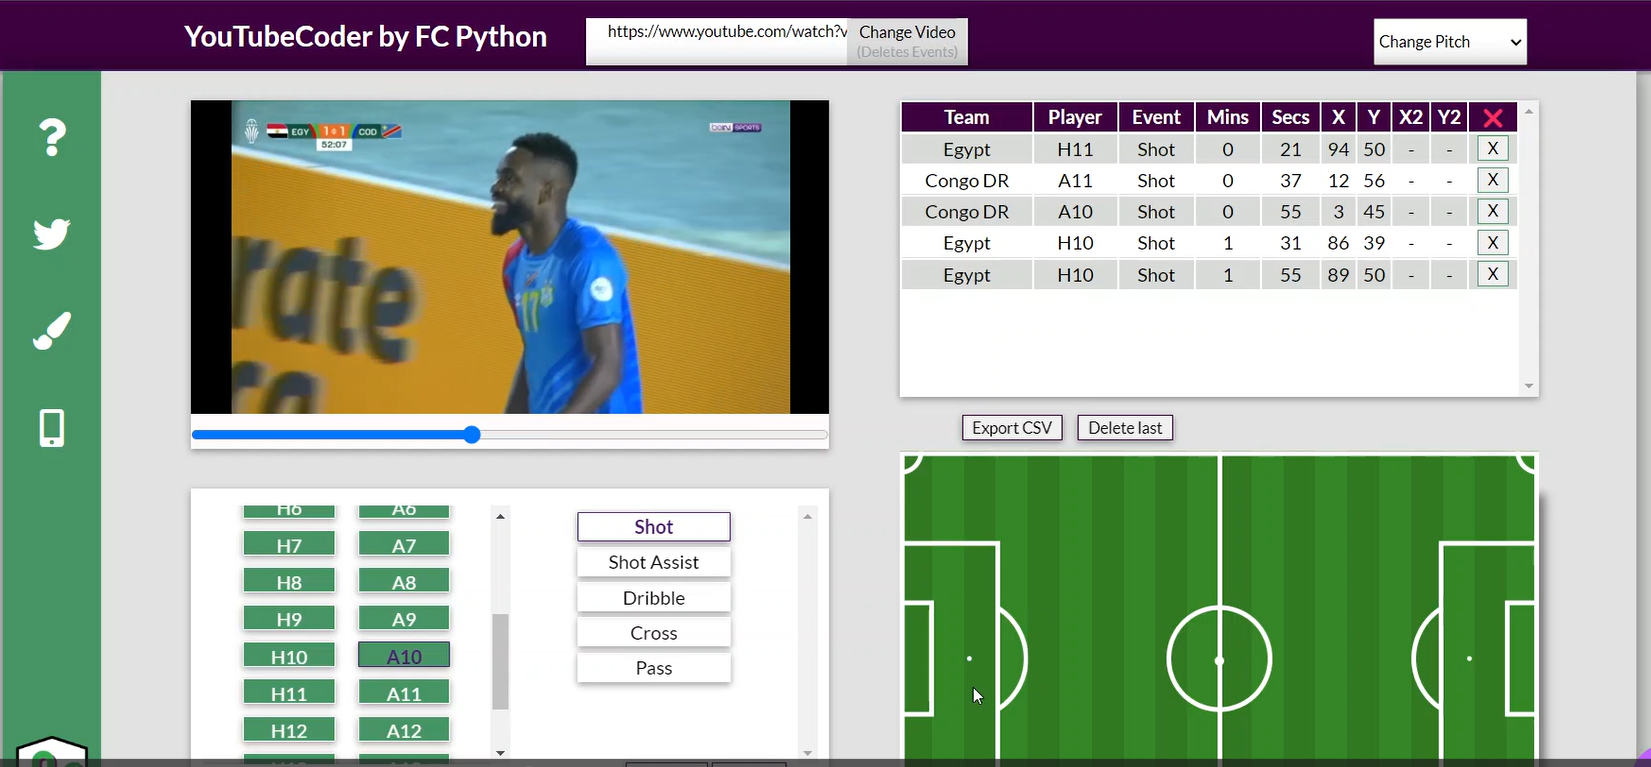 YouTubeCoder by FC Python
https://www.youtube.com/watch?v
Change Video
(Deletes Events)
Change Pitch
EGY 1 1 COD
52:07
beIN SPORTS
rate
17
Team Player Event Mins Secs X Y X2 Y2
Egypt H11 Shot 0 21 94 50 - - X
Congo DR A11 Shot 0 37 12 56 - - X
Congo DR A10 Shot 0 55 3 45 - - X
Egypt H10 Shot 1 31 86 39 - - X
Egypt H10 Shot 1 55 89 50 - - X
Export CSV Delete last
H6 A6
H7 A7
H8 A8
H9 A9
H10 A10
H11 A11
H12 A12
Shot
Shot Assist
Dribble
Cross
Pass